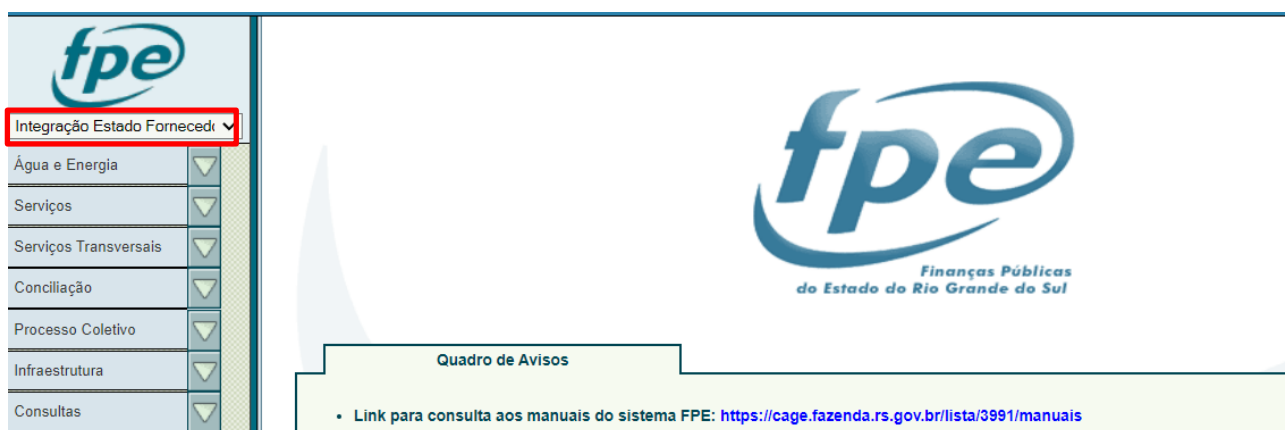 fpe
Integração Estado Fornecedo
Água e Energia
Serviços
Serviços Transversais
Conciliação
Processo Coletivo
Infraestrutura
Consultas
fpe
Finanças Públicas
do Estado do Rio Grande do Sul
Quadro de Avisos
• Link para consulta aos manuais do sistema FPE: https://cage.fazenda.rs.gov.br/lista/3991/manuais